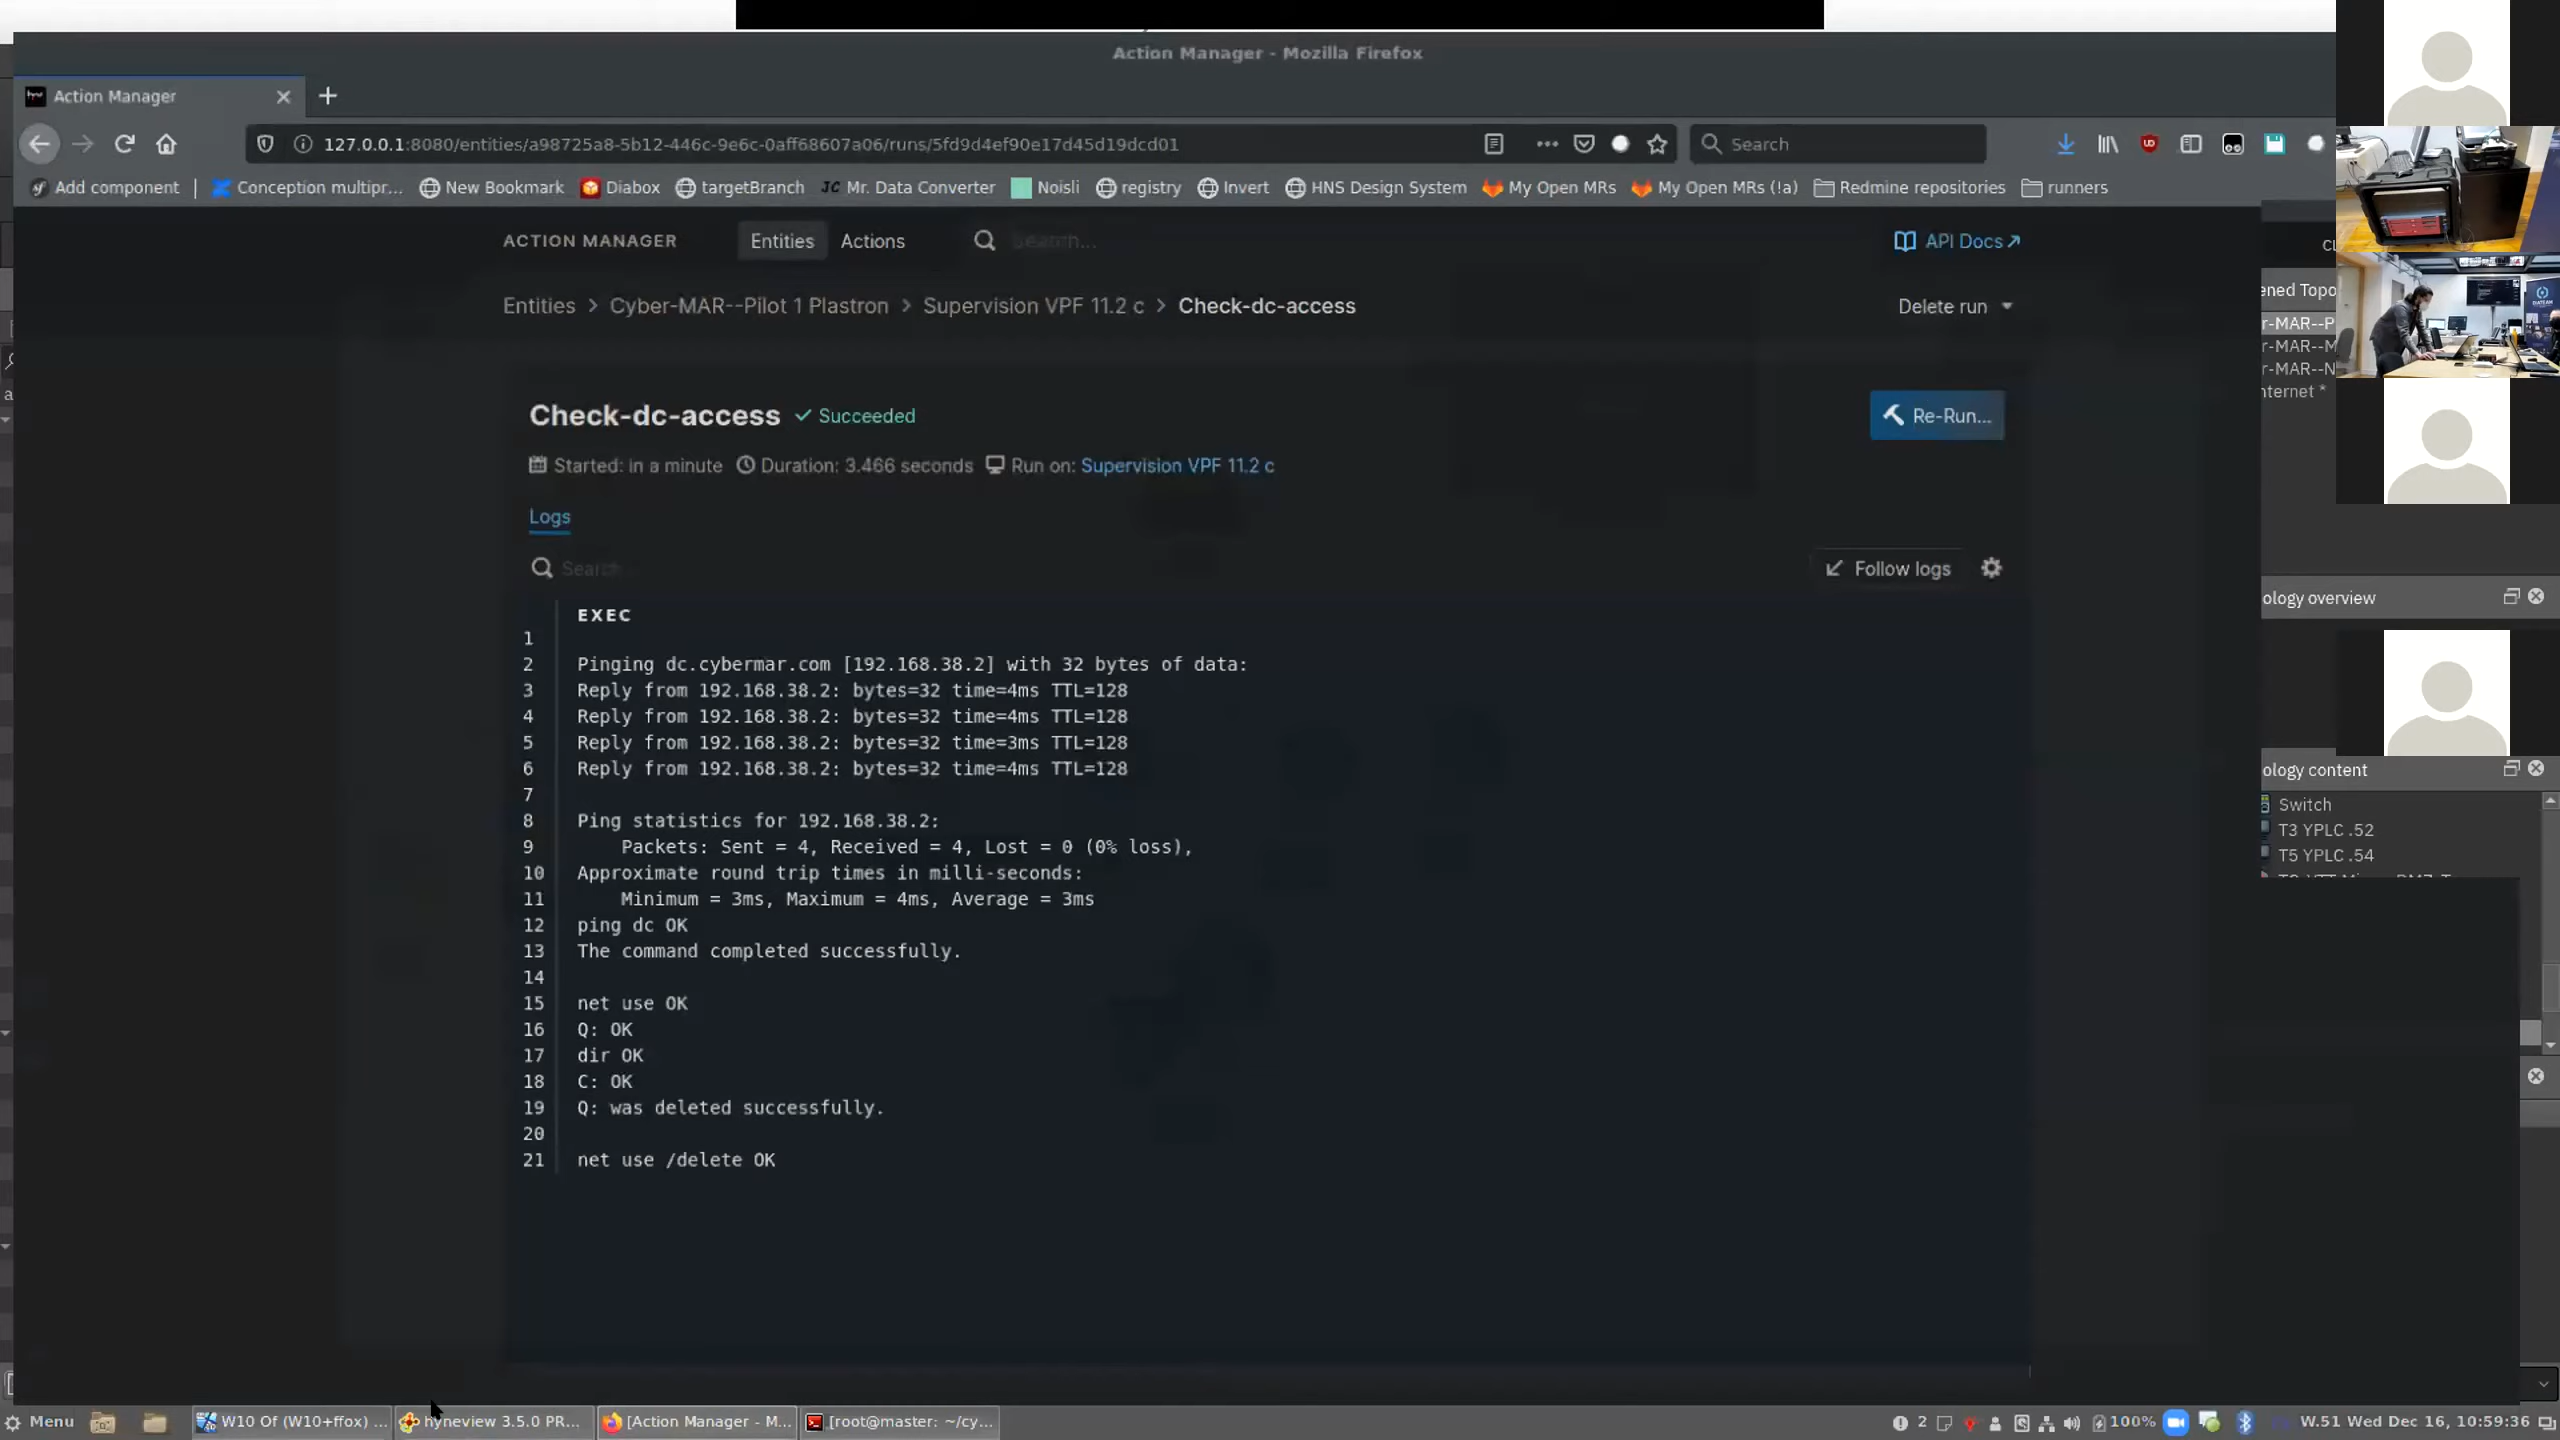 Action Manager - Mozilla Firefox
Action Manager
127.0.0.1:8080/entities/a98725a8-5b12-446c-9e6c-0aff68607a06/runs/5fd9d4ef90e17d45d19dcd01
Search
Add component
Conception multipr...
New Bookmark
Diabox
targetBranch
JC Mr. Data Converter
Noisli
registry
Invert
HNS Design System
My Open MRs
My Open MRs (!a)
Redmine repositories
runners
ACTION MANAGER
Entities
Actions
Search...
API Docs
Entities > Cyber-MAR--Pilot 1 Plastron > Supervision VPF 11.2 c > Check-dc-access
Delete run
ened Topo
r-MAR--P
r-MAR--M
r-MAR--N
nternet *
Check-dc-access Succeeded
Re-Run...
Started: in a minute Duration: 3.466 seconds Run on: Supervision VPF 11.2 c
Logs
Search...
Follow logs
EXEC
1
2 Pinging dc.cybermar.com [192.168.38.2] with 32 bytes of data:
3 Reply from 192.168.38.2: bytes=32 time=4ms TTL=128
4 Reply from 192.168.38.2: bytes=32 time=4ms TTL=128
5 Reply from 192.168.38.2: bytes=32 time=3ms TTL=128
6 Reply from 192.168.38.2: bytes=32 time=4ms TTL=128
7
8 Ping statistics for 192.168.38.2:
9 Packets: Sent = 4, Received = 4, Lost = 0 (0% loss),
10 Approximate round trip times in milli-seconds:
11 Minimum = 3ms, Maximum = 4ms, Average = 3ms
12 ping dc OK
13 The command completed successfully.
14
15 net use OK
16 Q: OK
17 dir OK
18 C: OK
19 Q: was deleted successfully.
20
21 net use /delete OK
ology overview
ology content
Switch
T3 YPLC .52
T5 YPLC .54
Menu
W10 Of (W10+ffox) ...
hyneview 3.5.0 PR...
[Action Manager - M...
[root@master: ~/cy...
2
100%
W.51 Wed Dec 16, 10:59:36